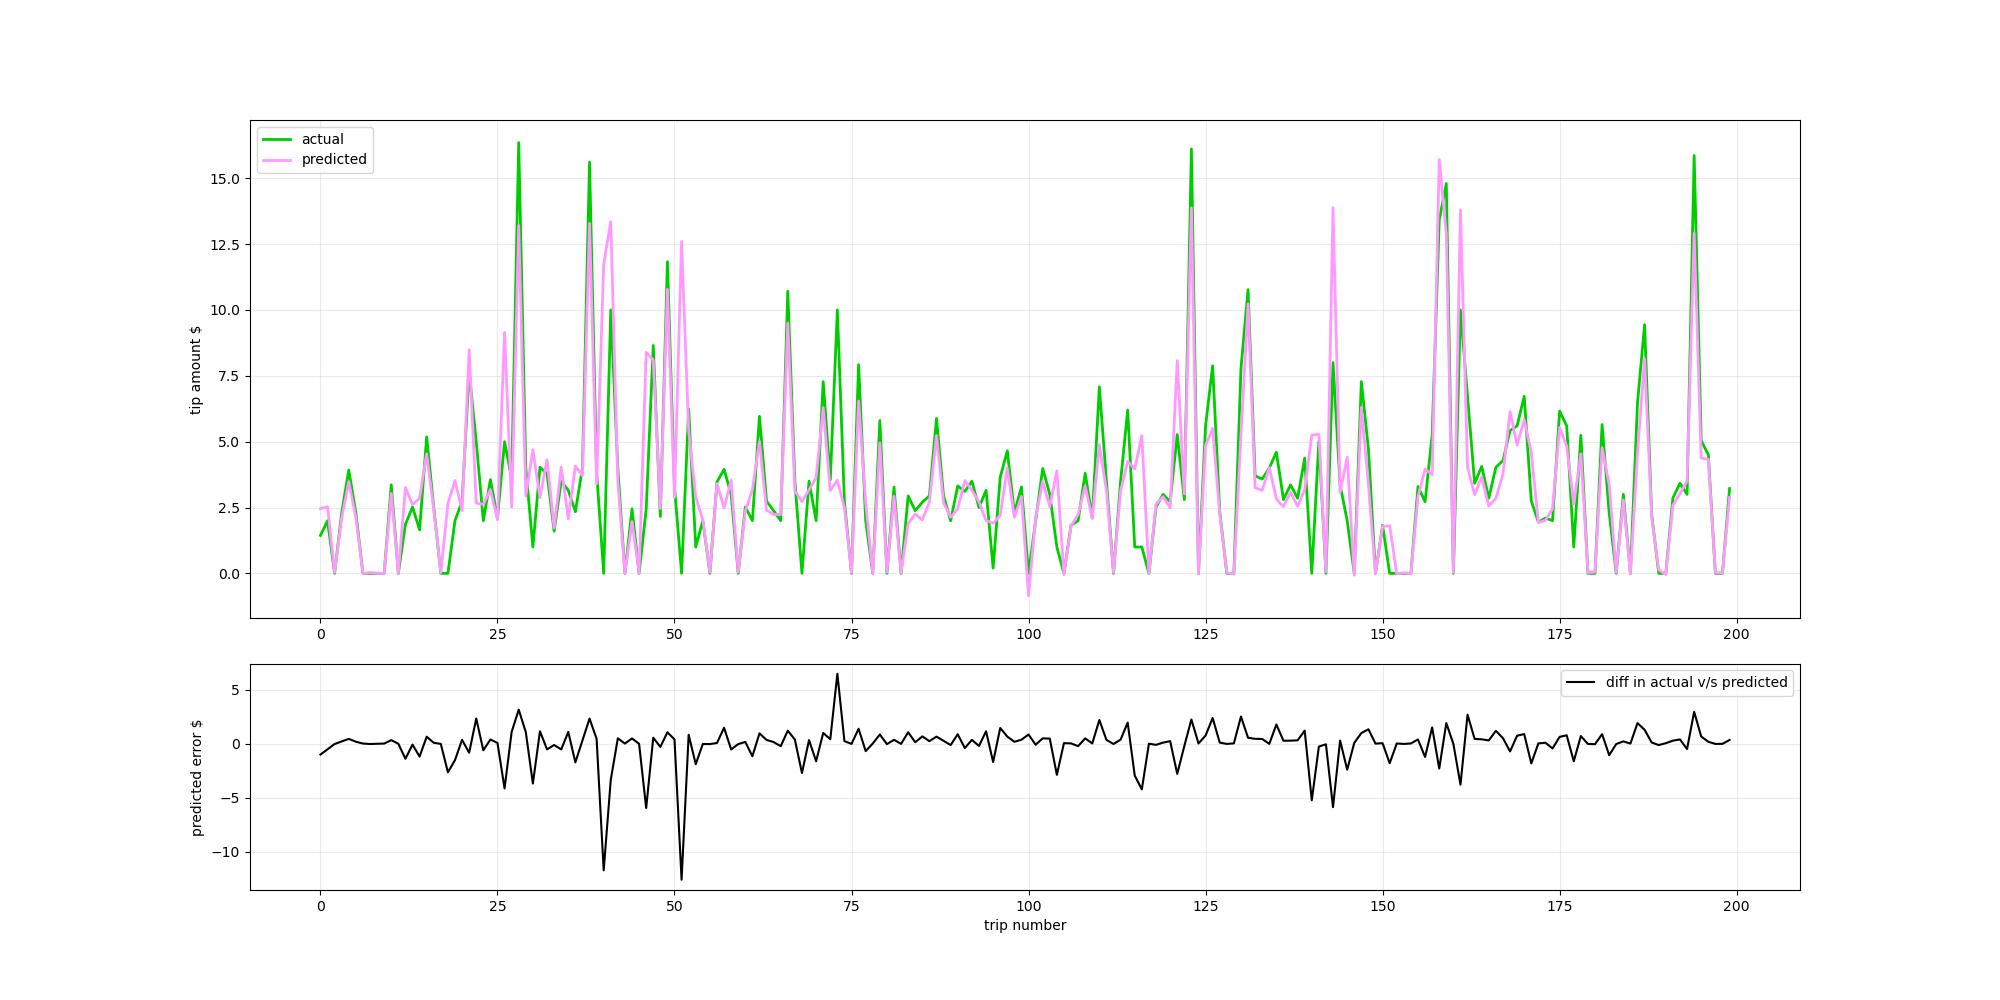 actual
predicted
tip amount $
15.0
12.5
10.0
7.5
5.0
2.5
0.0
0 25 50 75 100 125 150 175 200
diff in actual v/s predicted
predicted error $
5
0
−5
−10
0 25 50 75 100 125 150 175 200
trip number